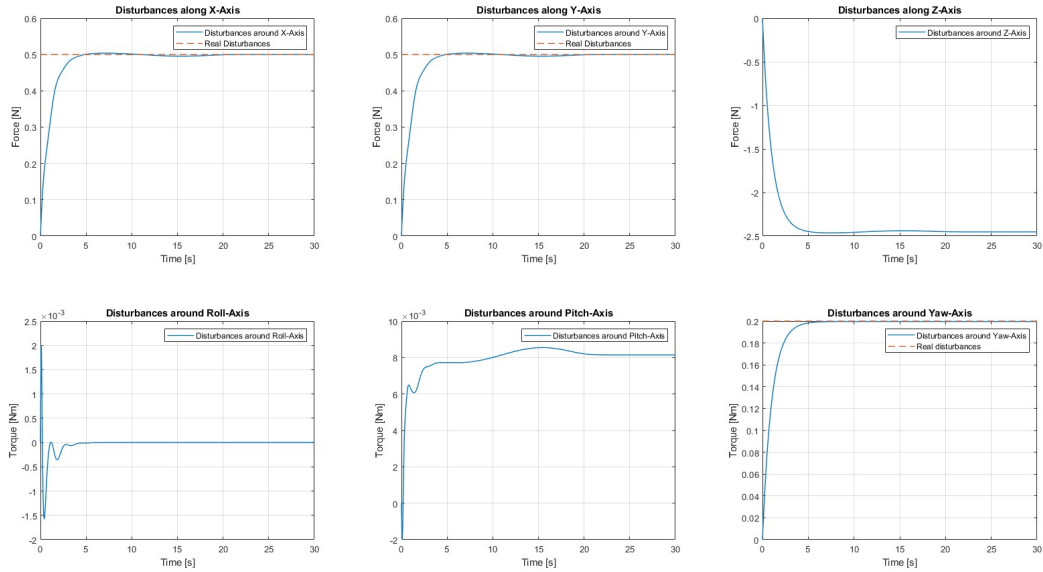 Disturbances along X-Axis
0.6
0.5
0.4
0.3
0.2
0.1
0
Force [N]
Disturbances around X-Axis
Real Disturbances
0 5 10 15 20 25 30
Time [s]
Disturbances along Y-Axis
0.6
0.5
0.4
0.3
0.2
0.1
0
Force [N]
Disturbances around Y-Axis
Real Disturbances
0 5 10 15 20 25 30
Time [s]
Disturbances along Z-Axis
0
-0.5
-1
-1.5
-2
-2.5
Force [N]
Disturbances around Z-Axis
0 5 10 15 20 25 30
Time [s]
Disturbances around Roll-Axis
×10-3
2.5
2
1.5
1
0.5
0
-0.5
-1
-1.5
-2
Torque [Nm]
Disturbances around Roll-Axis
0 5 10 15 20 25 30
Time [s]
Disturbances around Pitch-Axis
×10-3
10
8
6
4
2
0
-2
Torque [Nm]
Disturbances around Pitch-Axis
0 5 10 15 20 25 30
Time [s]
Disturbances around Yaw-Axis
0.2
0.18
0.16
0.14
0.12
0.1
0.08
0.06
0.04
0.02
0
Torque [Nm]
Disturbances around Yaw-Axis
Real disturbances
0 5 10 15 20 25 30
Time [s]